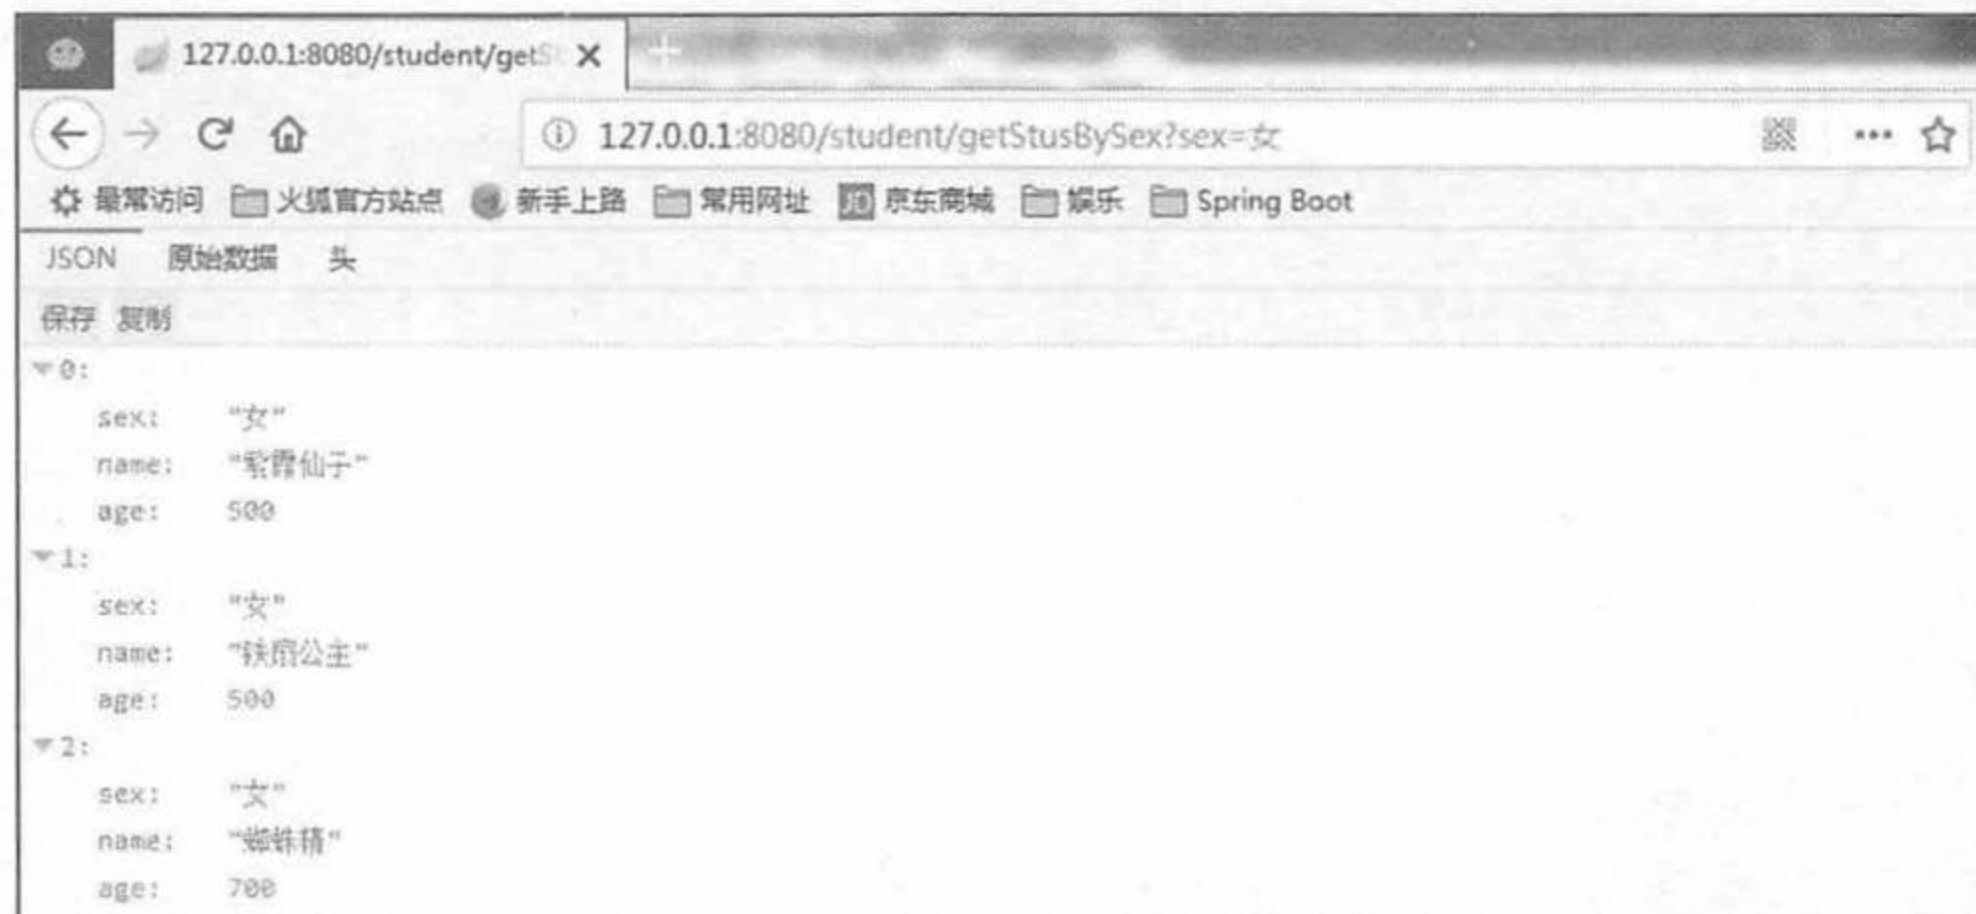 127.0.0.1:8080/student/getS
127.0.0.1:8080/student/getStusBySex?sex=女
最常访问 火狐官方站点 新手上路 常用网址 京东商城 娱乐 Spring Boot
JSON 原始数据 头
保存 复制
0:
sex: "女"
name: "紫霞仙子"
age: 500
1:
sex: "女"
name: "铁扇公主"
age: 500
2:
sex: "女"
name: "蜘蛛精"
age: 700